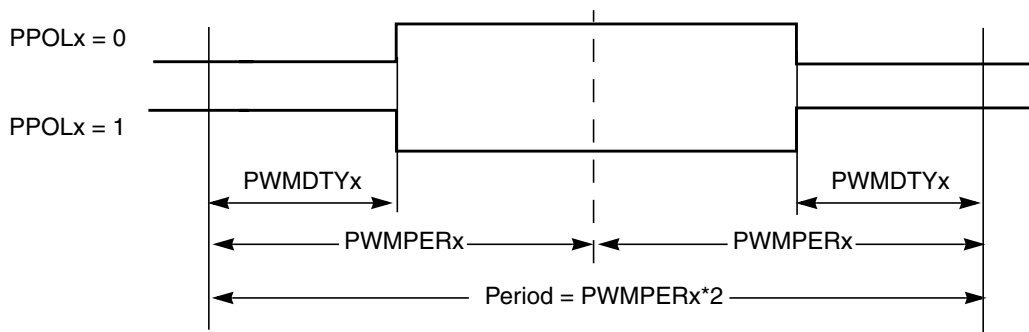 PPOLx = 0
PPOLx = 1
PWMDTYx
PWMDTYx
PWMPERx
PWMPERx
Period = PWMPERx*2